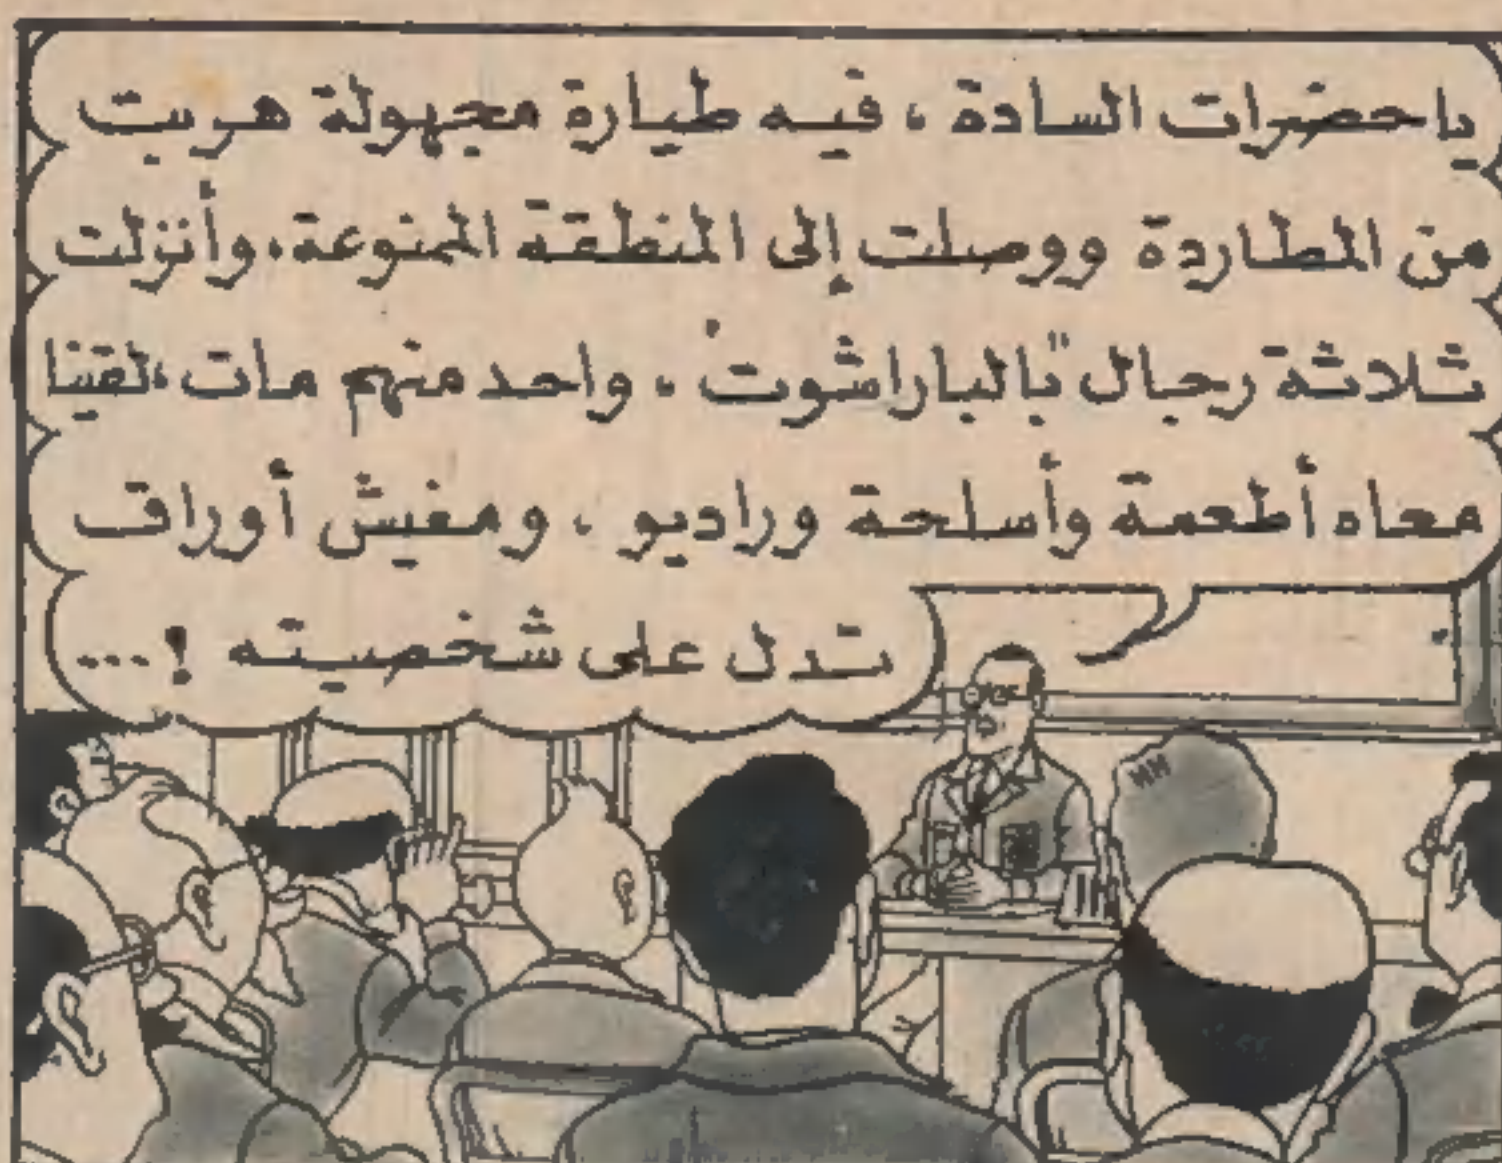 ياحضرات السادة ، فيه طيارة مجهولة هربت
من المطاردة ووصلت إلى المنطقة الممنوعة، وأنزلت
ثلاثة رجال "بالباراشوت" ، واحد منهم مات ، لقينا
معاه أطعمة وأسلحة وراديو ، ومفيش أوراق
تدل على شخصيته !...